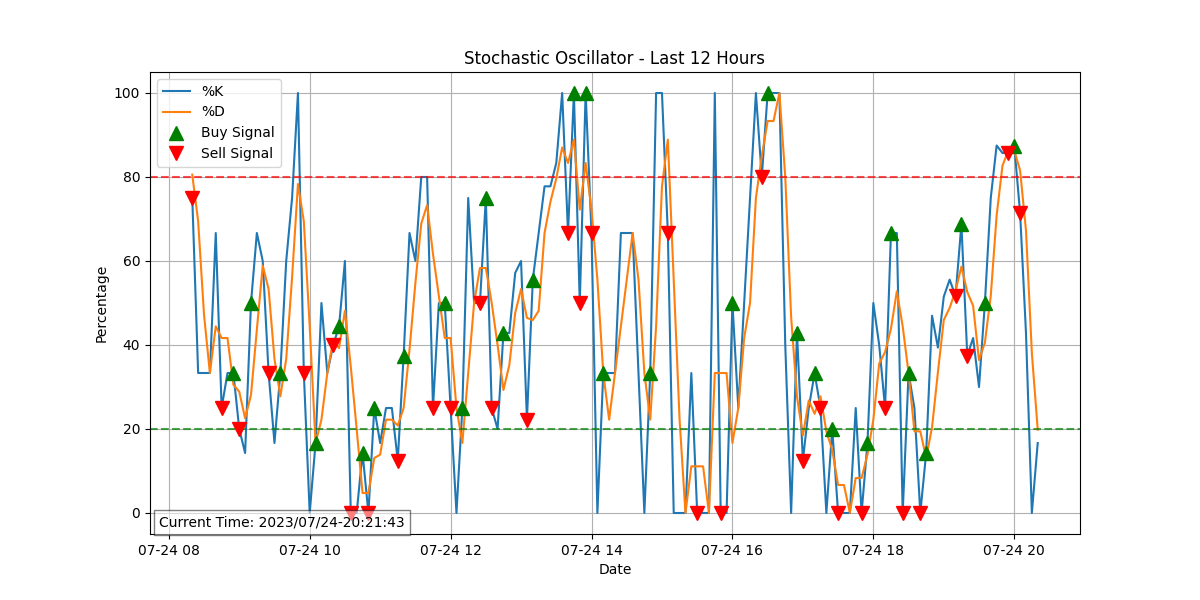 Stochastic Oscillator - Last 12 Hours
%K
%D
Buy Signal
Sell Signal
100
80
60
40
20
0
Percentage
Current Time: 2023/07/24-20:21:43
07-24 08
07-24 10
07-24 12
07-24 14
07-24 16
07-24 18
07-24 20
Date